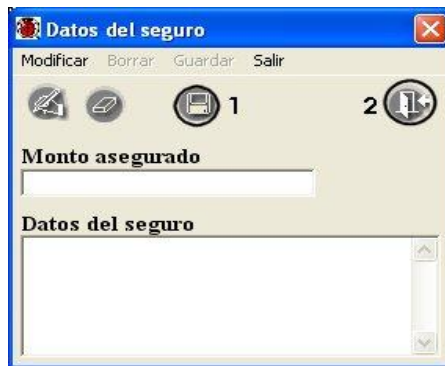 Datos del seguro
Modificar Borrar Guardar Salir
1 2
Monto asegurado
Datos del seguro